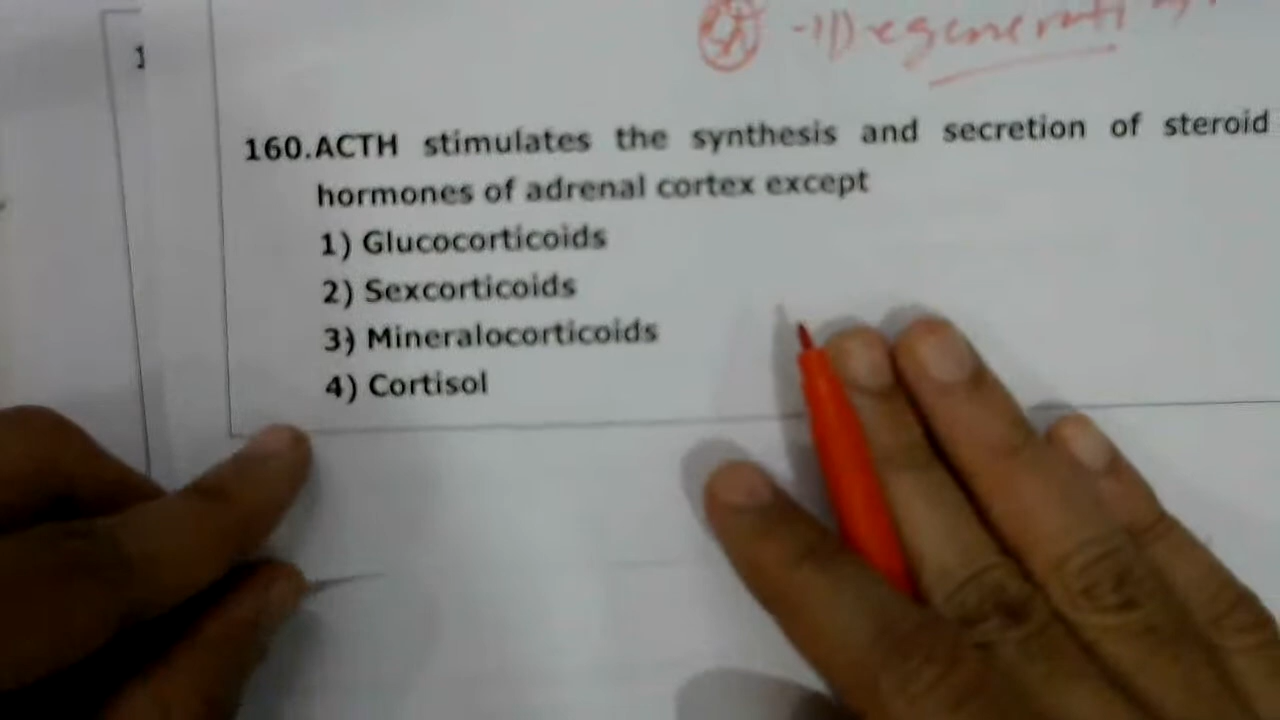 1
160.ACTH stimulates the synthesis and secretion of steroid
hormones of adrenal cortex except
1) Glucocorticoids
2) Sexcorticoids
3) Mineralocorticoids
4) Cortisol